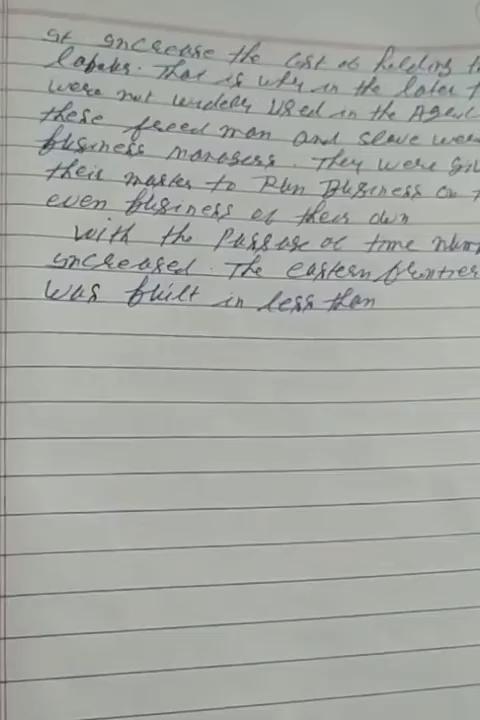 It increase the cost of holding
labour. That is why in the later
were not widely used in the
these freed man and slave were
business managers. They were
their master to Run Business on
even business of their own
with the passage of time
increased. The eastern frontier
was built in less than